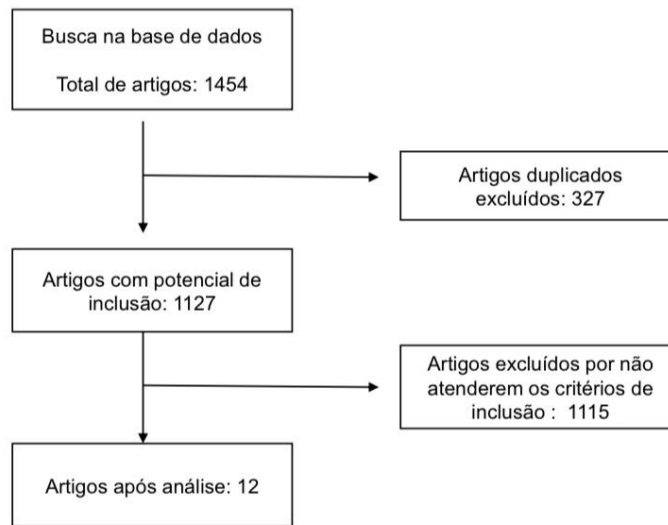 Busca na base de dados
Total de artigos: 1454
Artigos duplicados
excluídos: 327
Artigos com potencial de
inclusão: 1127
Artigos excluídos por não
atenderem os critérios de
inclusão :  1115
Artigos após análise: 12